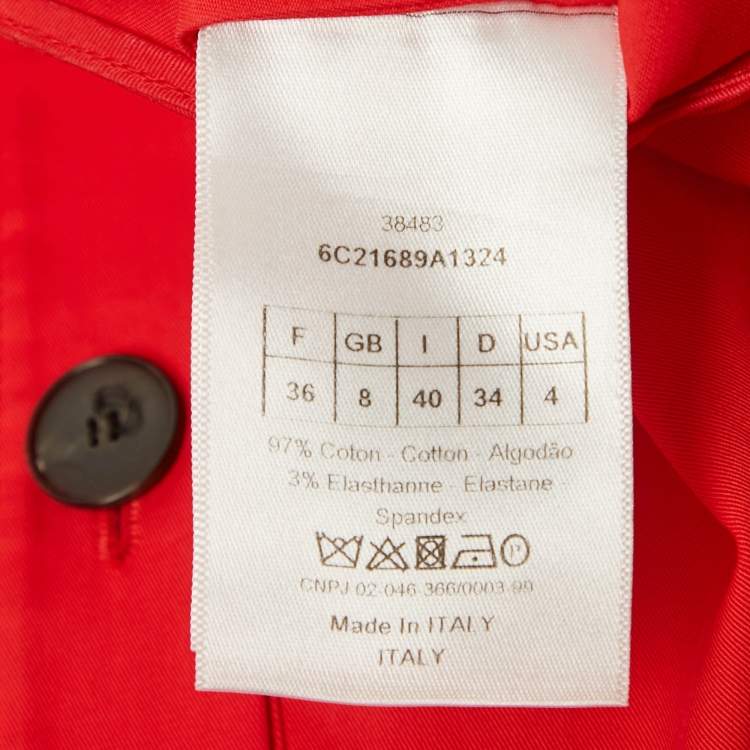 38483
6C21689A1324
F GB I D USA
36 8 40 34 4
97% Coton - Cotton - Algodão
3% Elasthanne - Elastane -
Spandex
P
CNPJ 02-046 366/0003-99
Made In ITALY
ITALY